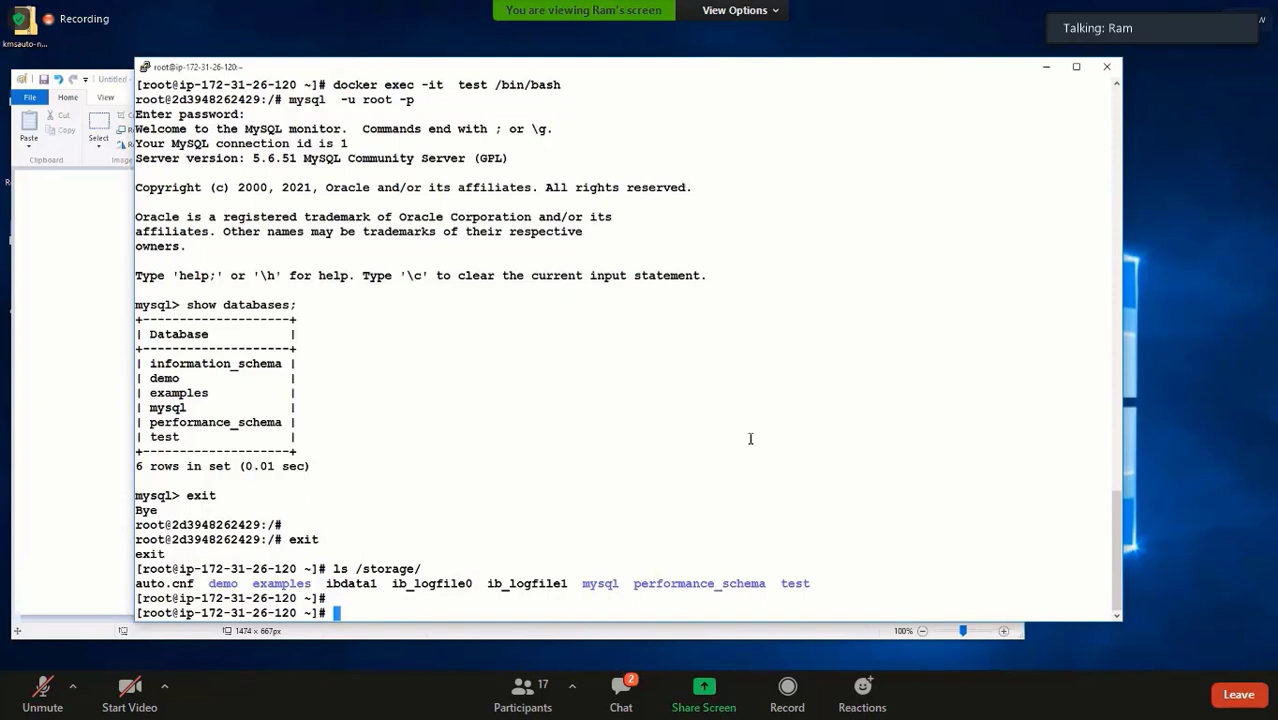 Recording
You are viewing Ram's screen
View Options
Talking: Ram
kmsauto-n...
Untitled -
File
Home
View
Cut
Copy
Paste
Select
Clipboard
Image
root@ip-172-31-26-120:~
[root@ip-172-31-26-120 ~]# docker exec -it  test /bin/bash
root@2d3948262429:/# mysql  -u root -p
Enter password:
Welcome to the MySQL monitor.  Commands end with ; or \g.
Your MySQL connection id is 1
Server version: 5.6.51 MySQL Community Server (GPL)
Copyright (c) 2000, 2021, Oracle and/or its affiliates. All rights reserved.
Oracle is a registered trademark of Oracle Corporation and/or its
affiliates. Other names may be trademarks of their respective
owners.
Type 'help;' or '\h' for help. Type '\c' to clear the current input statement.
mysql> show databases;
+--------------------+
| Database           |
+--------------------+
| information_schema |
| demo               |
| examples           |
| mysql              |
| performance_schema |
| test               |
+--------------------+
6 rows in set (0.01 sec)
mysql> exit
Bye
root@2d3948262429:/#
root@2d3948262429:/# exit
exit
[root@ip-172-31-26-120 ~]# ls /storage/
auto.cnf  demo  examples  ibdata1  ib_logfile0  ib_logfile1  mysql  performance_schema  test
[root@ip-172-31-26-120 ~]#
[root@ip-172-31-26-120 ~]#
1474 × 667px
100%
Unmute
Start Video
17
Participants
2
Chat
Share Screen
Record
Reactions
Leave